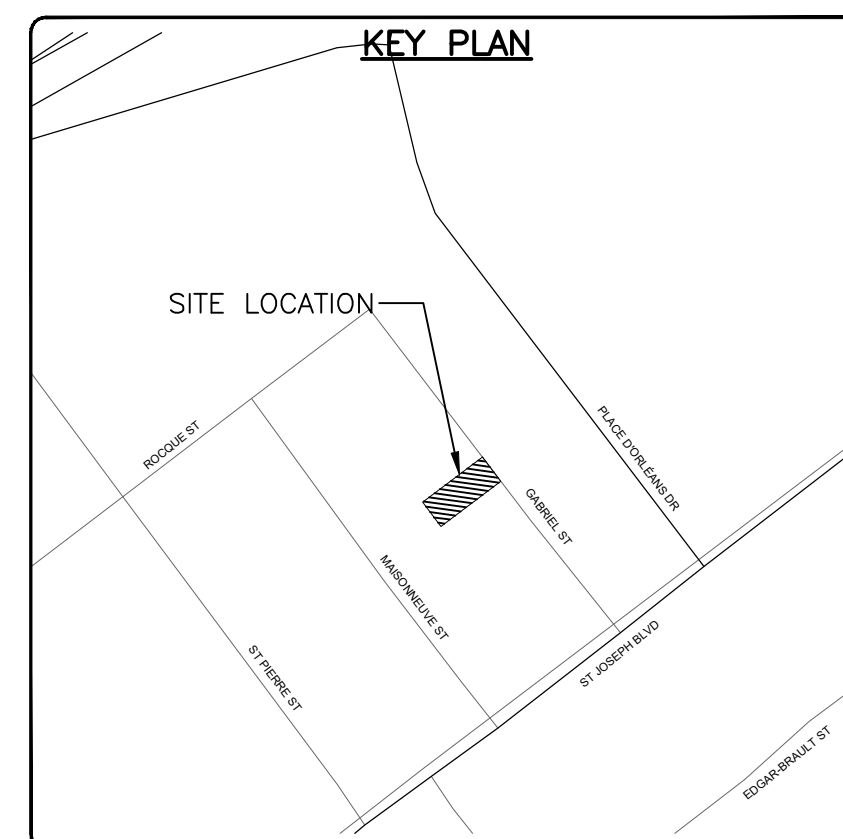 KEY PLAN
SITE LOCATION
ROCQUE ST
PLACE D'ORLÉANS DR
GABRIEL ST
MAISONNEUVE ST
ST PIERRE ST
ST JOSEPH BLVD
EDGAR-BRAULT ST